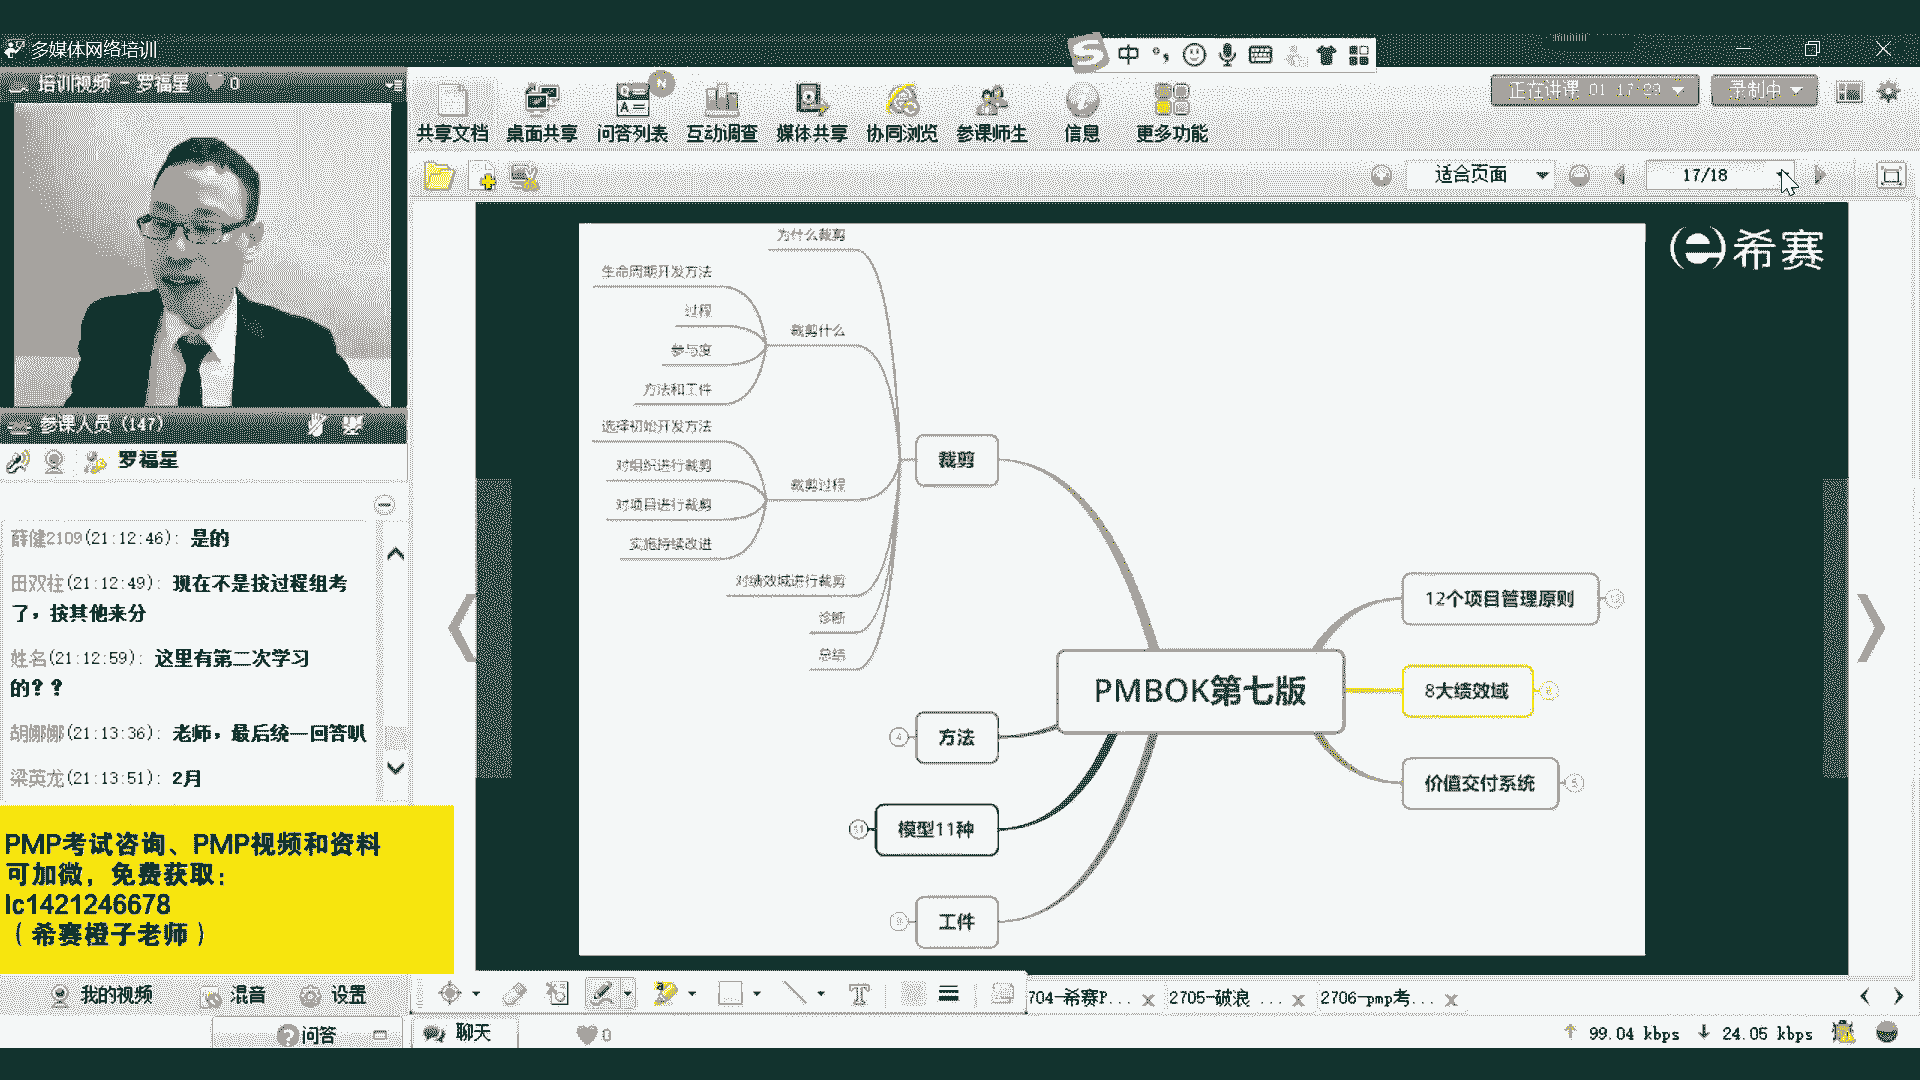 多媒体网络培训
中
培训视频 - 罗福星 0
共享文档
桌面共享
问答列表
N
互动调查
媒体共享
协同浏览
参课师生
信息
更多功能
正在讲课 01:17:29
录制中
适合页面
17/18
希赛
参课人员 (147)
罗福星
薛健2109(21:12:46): 是的
田双柱(21:12:49): 现在不是按过程组考
了，按其他来分
姓名(21:12:59): 这里有第二次学习
的？？
胡娜娜(21:13:36): 老师，最后统一回答呗
梁英龙(21:13:51): 2月
PMP考试咨询、PMP视频和资料
可加微，免费获取：
lc1421246678
（希赛橙子老师）
我的视频
混音
设置
问答
为什么裁剪
生命周期开发方法
过程
裁剪什么
参与度
方法和工件
选择初始开发方法
对组织进行裁剪
裁剪过程
对项目进行裁剪
实施持续改进
对绩效域进行裁剪
诊断
总结
裁剪
12个项目管理原则
PMBOK第七版
8大绩效域
方法
4
价值交付系统
5
模型11种
11
工件
704-希赛P...
2705-破浪 ...
2706-pmp考...
聊天
0
99.04 kbps
24.05 kbps